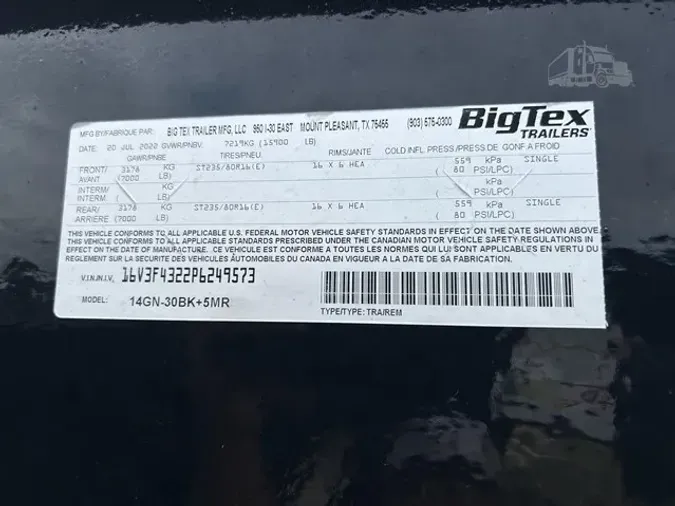 BigTex
TRAILERS
MFG BY/FABRIQUE PAR: BIG TEX TRAILER MFG, LLC 950 I-30 EAST MOUNT PLEASANT, TX 75455 (903) 575-0300
DATE 20 JUL 2022 GVWR/PNBV: 7219KG (15900 LB)
GAWR/PNBE TIRES/PNEU. RIMS/JANTE COLD INFL. PRESS/PRESS DE GONF A FROID
FRONT/ 3178 KG ST235/80R16(E) 16 X 6 HEA 559 kPa SINGLE
AVANT (7000 LB) ( 80 PSI/LPC)
INTERM/ KG kPa
INTERM. ( LB) ( PSI/LPC)
REAR/ 3178 KG ST235/80R16(E) 16 X 6 HEA 559 kPa SINGLE
ARRIERE (7000 LB) ( 80 PSI/LPC)
THIS VEHICLE CONFORMS TO ALL APPLICABLE U.S. FEDERAL MOTOR VEHICLE SAFETY STANDARDS IN EFFECT ON THE DATE OF MANUFACTURE ABOVE.
THIS VEHICLE CONFORMS TO ALL APPLICABLE STANDARDS PRESCRIBED UNDER THE CANADIAN MOTOR VEHICLE SAFETY REGULATIONS IN
EFFECT ON THE DATE OF MANUFACTURE. CE VEHICULE EST CONFORME A TOUTES LES NORMES QUI LUI SONT APPLICABLES EN VERTU DU
REGLEMENT SUR LA SECURITE DES VEHICULES AUTOMOBILES DU CANADA EN VIGUEUR A LA DATE DE SA FABRICATION.
V.I.N./N.I.V. 16V3F4322P6249573
MODEL: 14GN-30BK+5MR
TYPE/TYPE: TRA/REM